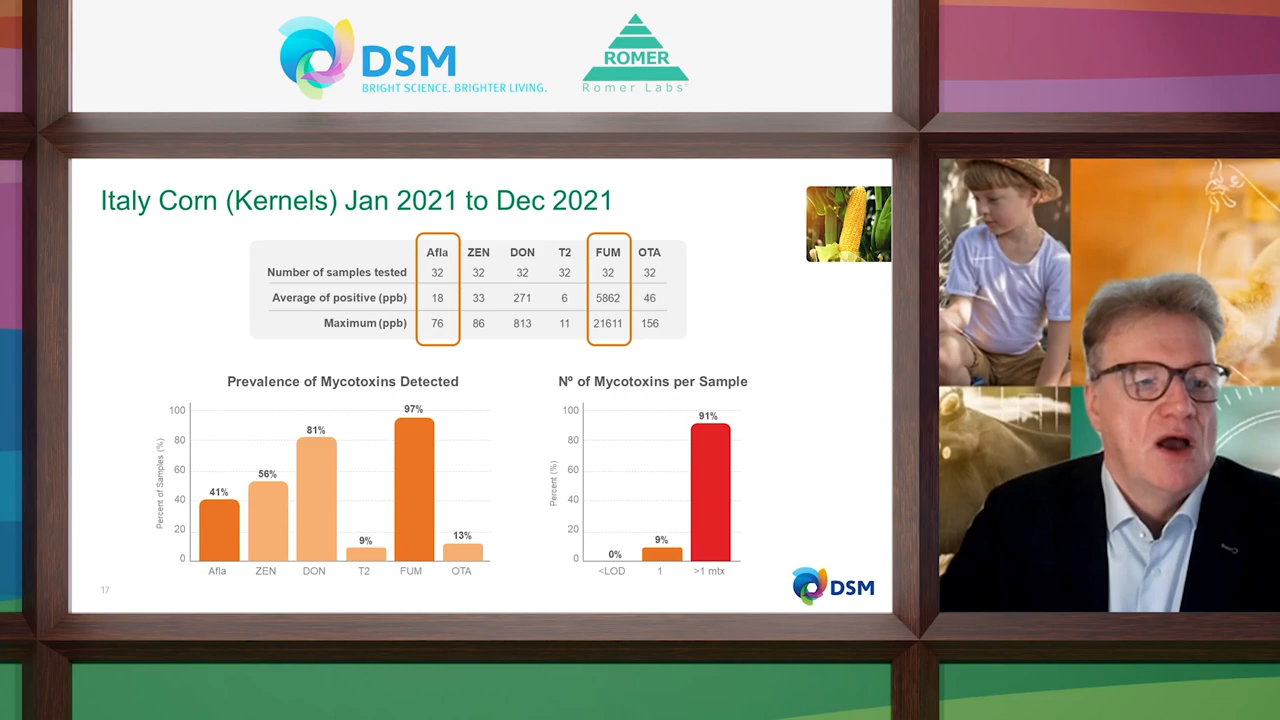 DSM
BRIGHT SCIENCE. BRIGHTER LIVING.
ROMER
Romer Labs
Italy Corn (Kernels) Jan 2021 to Dec 2021
Afla ZEN DON T2 FUM OTA
Number of samples tested 32 32 32 32 32 32
Average of positive (ppb) 18 33 271 6 5862 46
Maximum (ppb) 76 86 813 11 21611 156
Prevalence of Mycotoxins Detected
Percent of Samples (%)
100
80
60
40
20
0
41%
56%
81%
9%
97%
13%
Afla ZEN DON T2 FUM OTA
Nº of Mycotoxins per Sample
Percent (%)
100
80
60
40
20
0
0%
9%
91%
<LOD 1 >1 mtx
17
DSM